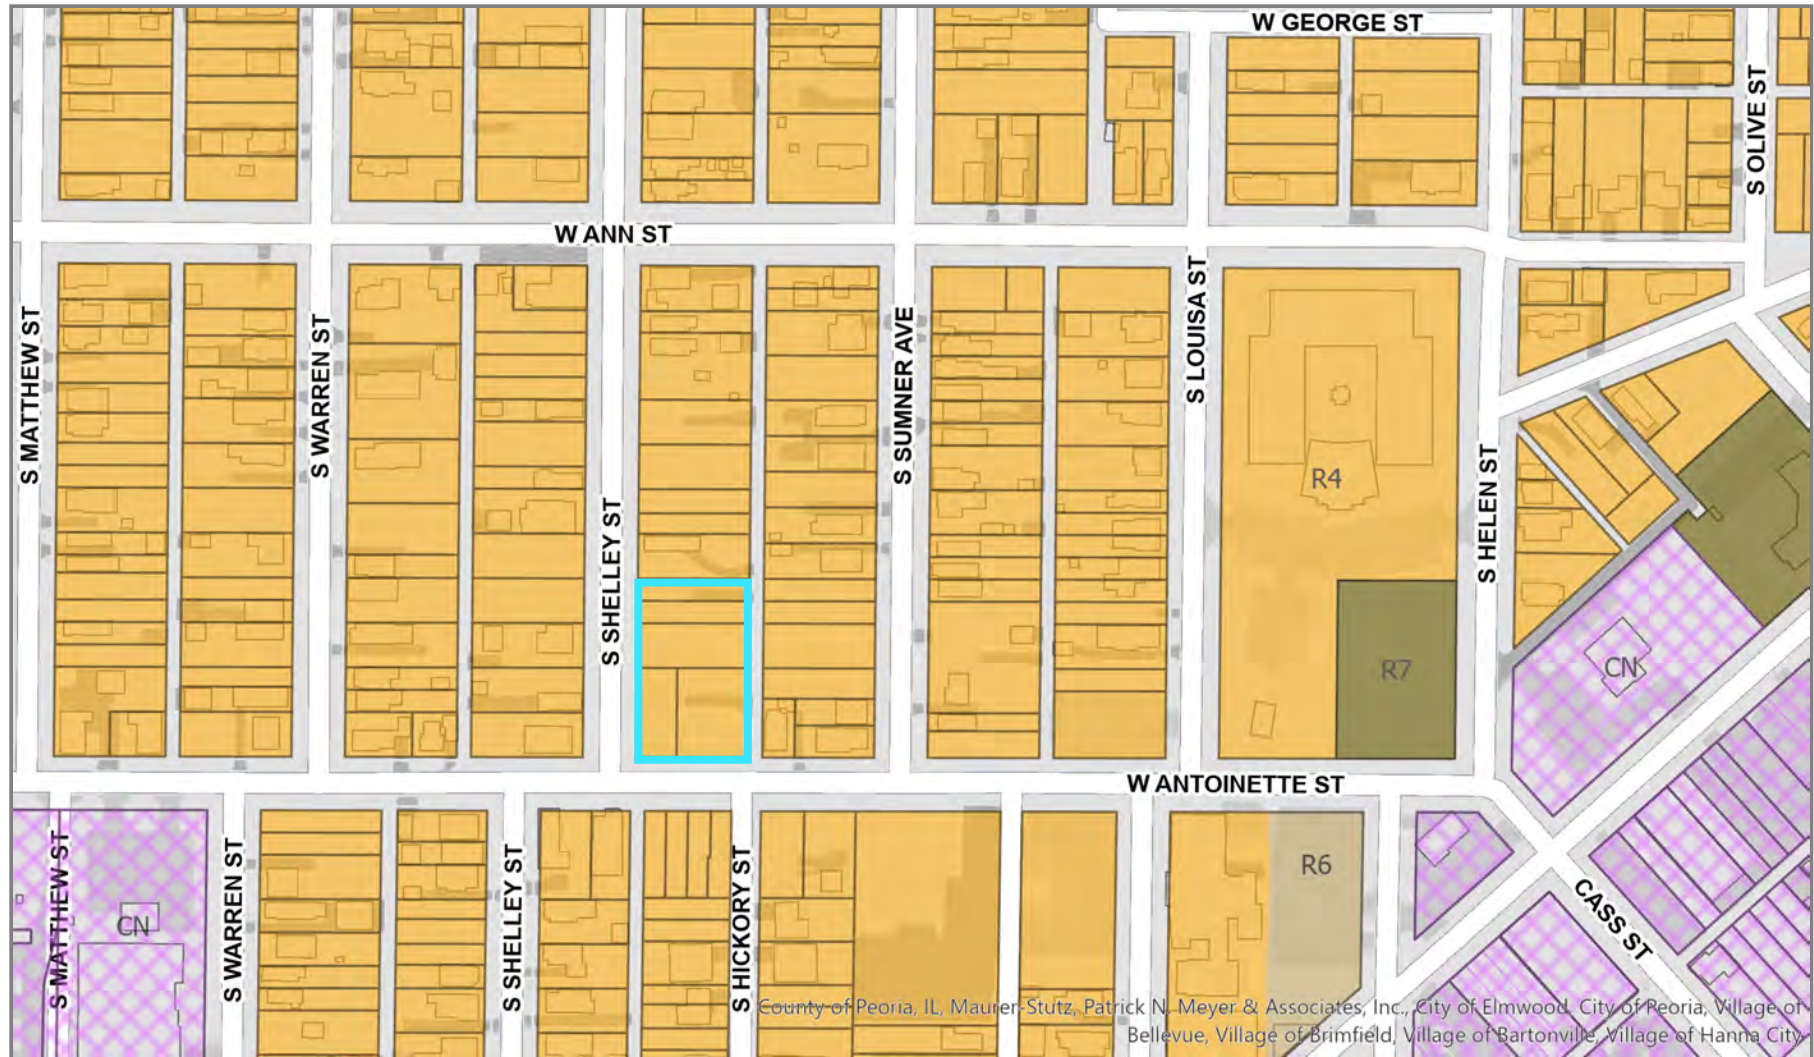 W GEORGE ST
S OLIVE ST
W ANN ST
S MATTHEW ST
S WARREN ST
S SHELLEY ST
S SUMNER AVE
S LOUISA ST
R4
S HELEN ST
R7
CN
W ANTOINETTE ST
S MATTHEW ST
CN
S WARREN ST
S SHELLEY ST
S HICKORY ST
R6
CASS ST
County of Peoria, IL, Maurer-Stutz, Patrick N. Meyer & Associates, Inc., City of Elmwood, City of Peoria, Village of
Bellevue, Village of Brimfield, Village of Bartonville, Village of Hanna City